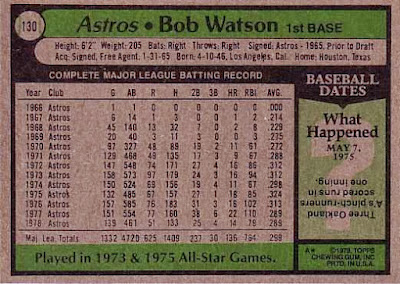 130 Astros • Bob Watson 1st BASE
Height: 6'2" Weight: 205 Bats: Right Throws: Right Signed: Astros - 1965, Prior to Draft
Acq: Signed, Free Agent, 1-31-65 Born: 4-10-46, Los Angeles, Cal. Home: Houston, Texas
COMPLETE MAJOR LEAGUE BATTING RECORD
Year Club G AB R H 2B 3B HR RBI AVG.
1966 Astros 1 1 0 0 0 0 0 0 .000
1967 Astros 6 14 1 3 0 0 1 2 .214
1968 Astros 45 140 13 32 7 0 2 8 .229
1969 Astros 20 40 3 11 3 0 0 3 .275
1970 Astros 97 327 48 89 19 2 11 61 .272
1971 Astros 129 468 49 135 17 3 9 67 .288
1972 Astros 147 548 74 171 27 4 16 86 .312
1973 Astros 158 573 97 179 24 3 16 94 .312
1974 Astros 150 524 69 156 19 4 11 67 .298
1975 Astros 132 485 67 157 27 1 18 85 .324
1976 Astros 157 585 76 183 31 3 16 102 .313
1977 Astros 151 554 77 160 38 6 22 110 .289
1978 Astros 139 461 51 133 25 4 14 79 .289
Maj. Lea. Totals 1332 4720 625 1409 237 30 136 764 .299
Played in 1973 & 1975 All-Star Games.
BASEBALL
DATES
What
Happened
MAY 7,
1975
?
Three Oakland
A's pinch-runners
scored runs in
one inning.
A* © 1979, TOPPS
CHEWING GUM, INC.
PRTD. IN U.S.A.